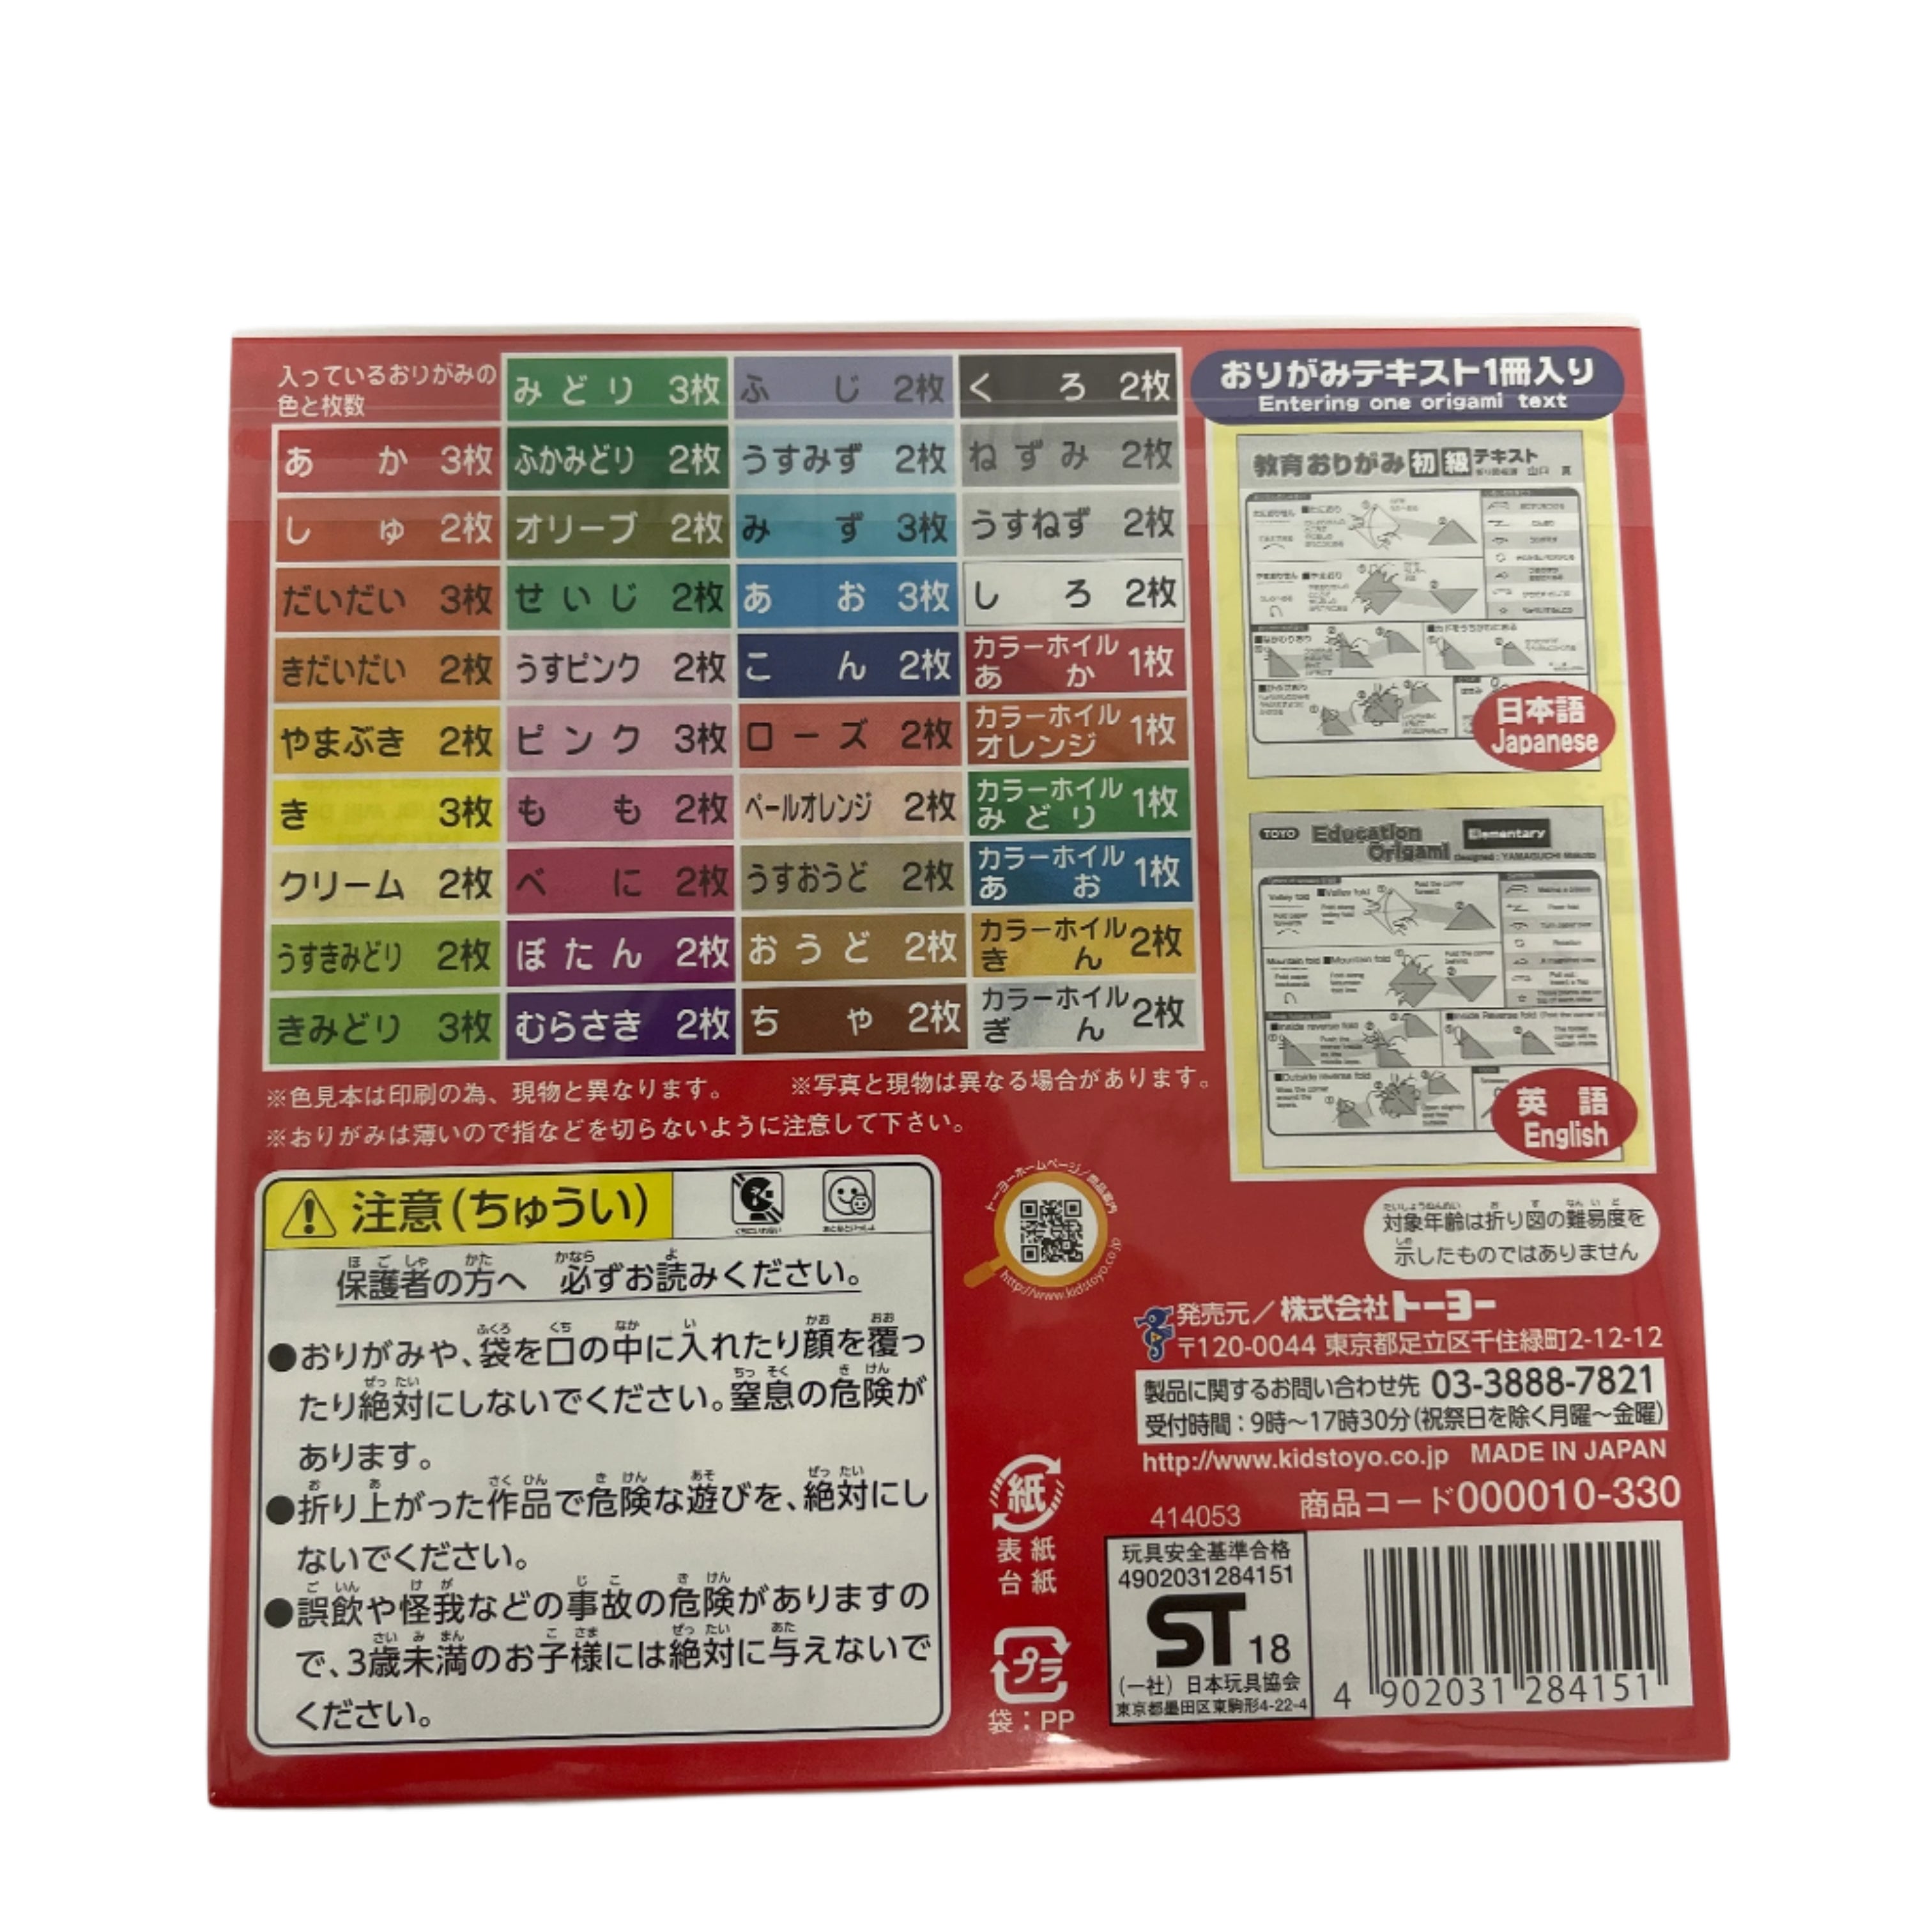 入っているおりがみの
色と枚数
あか 3枚
しゅ 2枚
だいだい 3枚
きだいだい 2枚
やまぶき 2枚
き 3枚
クリーム 2枚
うすきみどり 2枚
きみどり 3枚
みどり 3枚
ふかみどり 2枚
オリーブ 2枚
せいじ 2枚
うすピンク 2枚
ピンク 3枚
もも 2枚
べに 2枚
ぼたん 2枚
むらさき 2枚
ふじ 2枚
うすみず 2枚
みず 3枚
あお 3枚
こん 2枚
ローズ 2枚
ペールオレンジ 2枚
うすおうど 2枚
おうど 2枚
ちゃ 2枚
くろ 2枚
ねずみ 2枚
うすねず 2枚
しろ 2枚
カラーホイル
あか 1枚
カラーホイル
オレンジ 1枚
カラーホイル
みどり 1枚
カラーホイル
あお 1枚
カラーホイル
きん 2枚
カラーホイル
ぎん 2枚
※色見本は印刷の為、現物と異なります。 ※写真と現物は異なる場合があります。
※おりがみは薄いので指などを切らないように注意して下さい。
おりがみテキスト1冊入り
Entering one origami text
教育おりがみ 初級 テキスト
日本語
Japanese
TOYO Education Origami Elementary
Designed : YAMAGUCHI Makoto
Valley fold
Mountain fold
Inside reverse fold
Outside reverse fold
英語
English
注意(ちゅうい)
保護者の方へ 必ずお読みください。
●おりがみや、袋を口の中に入れたり顔を覆っ
たり絶対にしないでください。窒息の危険が
あります。
●折り上がった作品で危険な遊びを、絶対にし
ないでください。
●誤飲や怪我などの事故の危険がありますの
で、3歳未満のお子様には絶対に与えないで
ください。
トーヨーホームページ/商品案内
http://www.kidstoyo.co.jp
対象年齢は折り図の難易度を
示したものではありません
発売元/株式会社トーヨー
〒120-0044 東京都足立区千住緑町2-12-12
製品に関するお問い合わせ先 03-3888-7821
受付時間:9時~17時30分(祝祭日を除く月曜~金曜)
http://www.kidstoyo.co.jp MADE IN JAPAN
商品コード000010-330
414053
紙
表紙
台紙
プラ
袋:PP
玩具安全基準合格
4902031284151
ST 18
(一社)日本玩具協会
東京都墨田区東駒形4-22-4
4 902031 284151